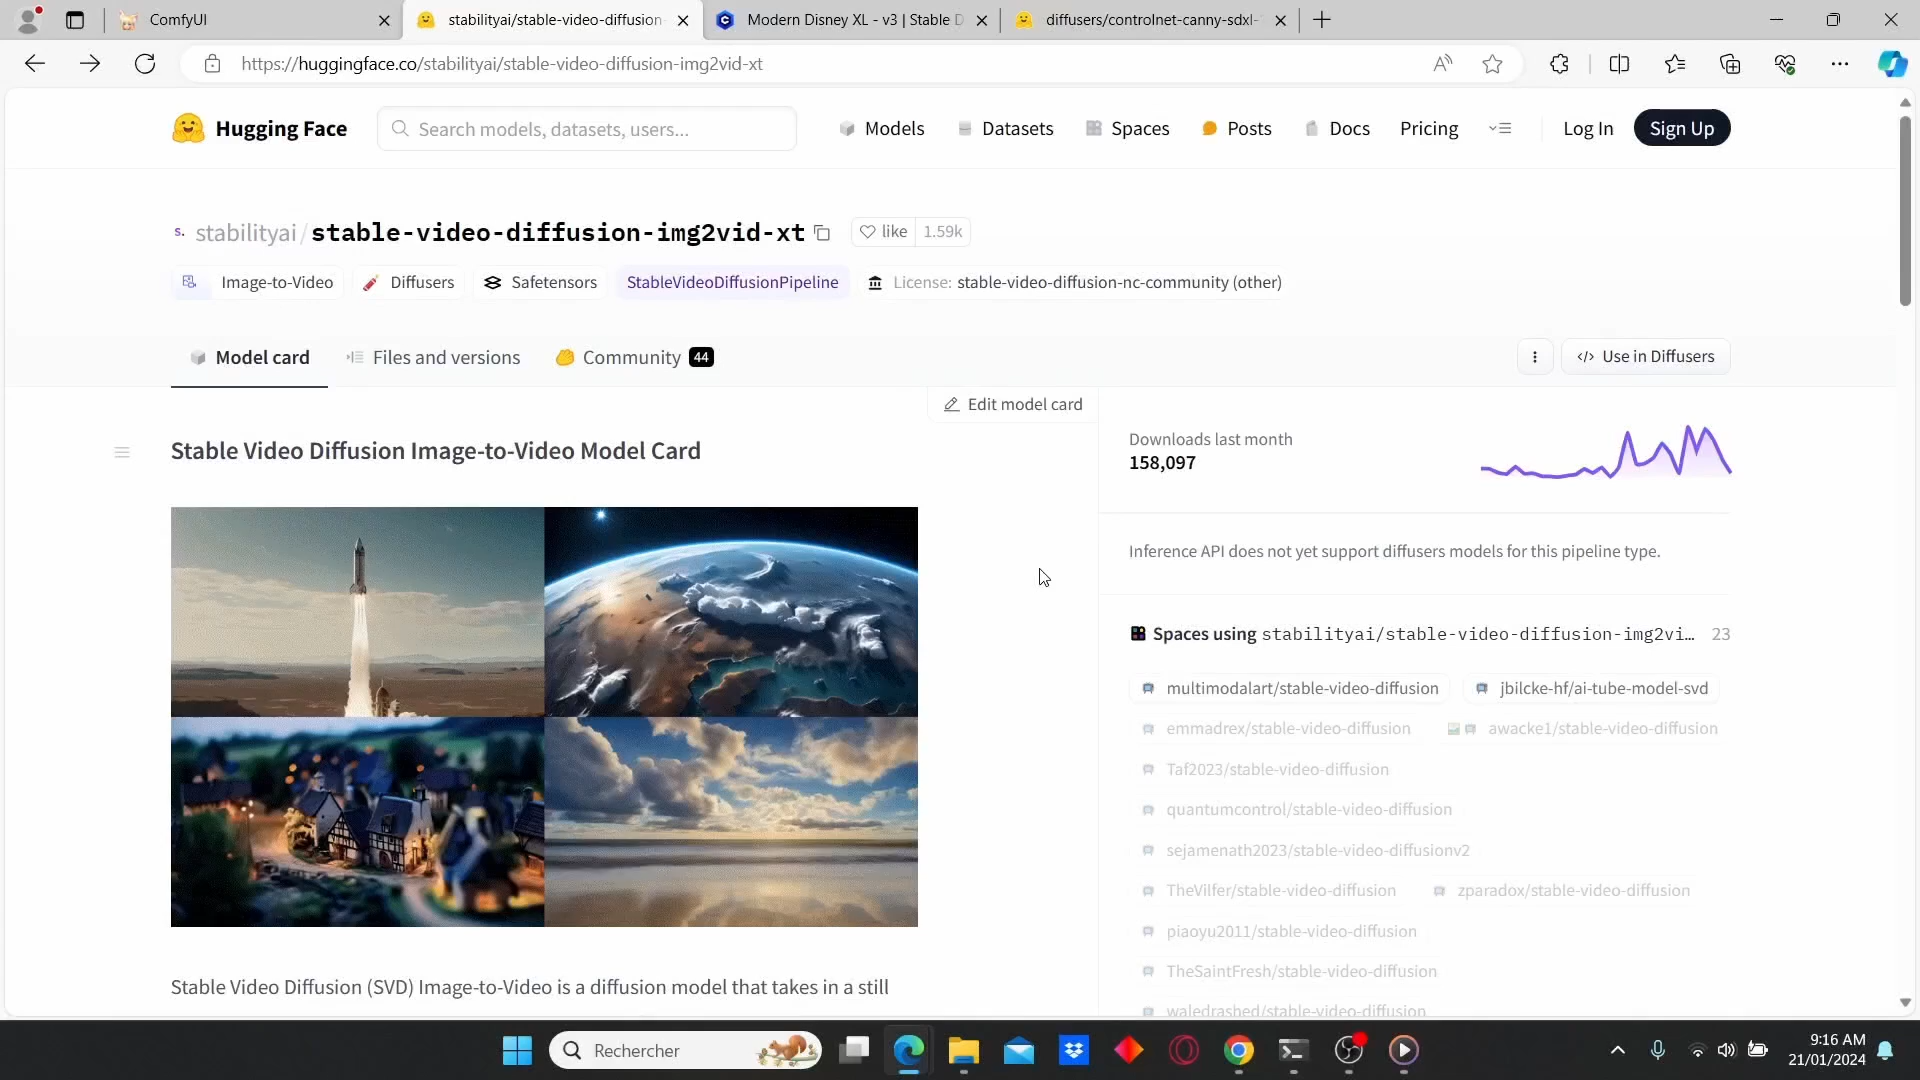 ComfyUI
stabilityai/stable-video-diffusion-
Modern Disney XL - v3 | Stable D
diffusers/controlnet-canny-sdxl-
https://huggingface.co/stabilityai/stable-video-diffusion-img2vid-xt
Hugging Face
Search models, datasets, users...
Models
Datasets
Spaces
Posts
Docs
Pricing
Log In
Sign Up
s. stabilityai/stable-video-diffusion-img2vid-xt
like 1.59k
Image-to-Video
Diffusers
Safetensors
StableVideoDiffusionPipeline
License: stable-video-diffusion-nc-community (other)
Model card
Files and versions
Community 44
</> Use in Diffusers
Edit model card
Stable Video Diffusion Image-to-Video Model Card
Stable Video Diffusion (SVD) Image-to-Video is a diffusion model that takes in a still
Downloads last month
158,097
Inference API does not yet support diffusers models for this pipeline type.
Spaces using stabilityai/stable-video-diffusion-img2vi… 23
multimodalart/stable-video-diffusion
jbilcke-hf/ai-tube-model-svd
emmadrex/stable-video-diffusion
awacke1/stable-video-diffusion
Taf2023/stable-video-diffusion
quantumcontrol/stable-video-diffusion
sejamenath2023/stable-video-diffusionv2
TheVilfer/stable-video-diffusion
zparadox/stable-video-diffusion
piaoyu2011/stable-video-diffusion
TheSaintFresh/stable-video-diffusion
waledrashed/stable-video-diffusion
Rechercher
9:16 AM
21/01/2024